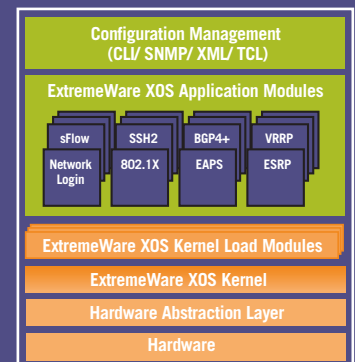 Configuration Management
(CLI/ SNMP/ XML/ TCL)
ExtremeWare XOS Application Modules
sFlow SSH2 BGP4+ VRRP
Network Login 802.1X EAPS ESRP
ExtremeWare XOS Kernel Load Modules
ExtremeWare XOS Kernel
Hardware Abstraction Layer
Hardware